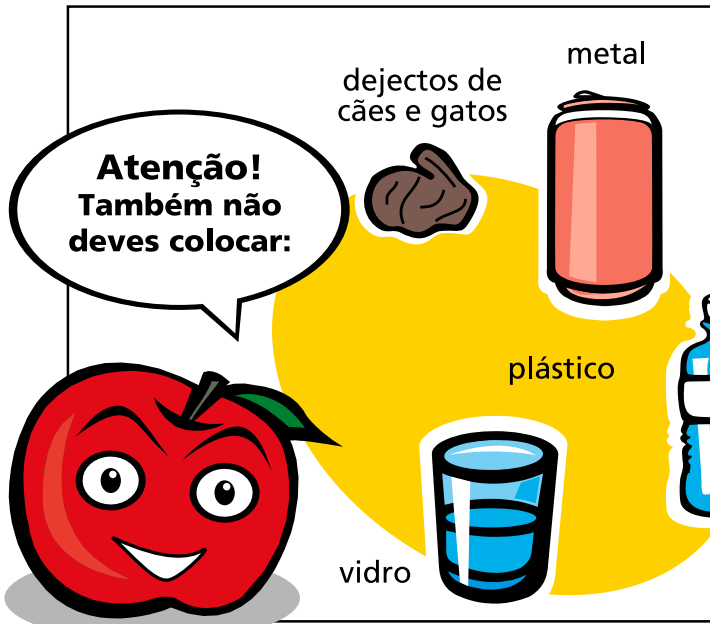 Atenção!
Também não
deves colocar:
dejectos de
cães e gatos
metal
plástico
vidro